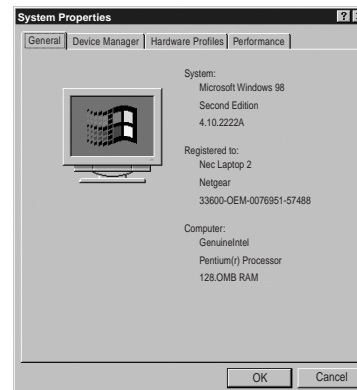 System Properties
General Device Manager Hardware Profiles Performance
System:
Microsoft Windows 98
Second Edition
4.10.2222A
Registered to:
Nec Laptop 2
Netgear
33600-OEM-0076951-57488
Computer:
GenuineIntel
Pentium(r) Processor
128.OMB RAM
OK Cancel